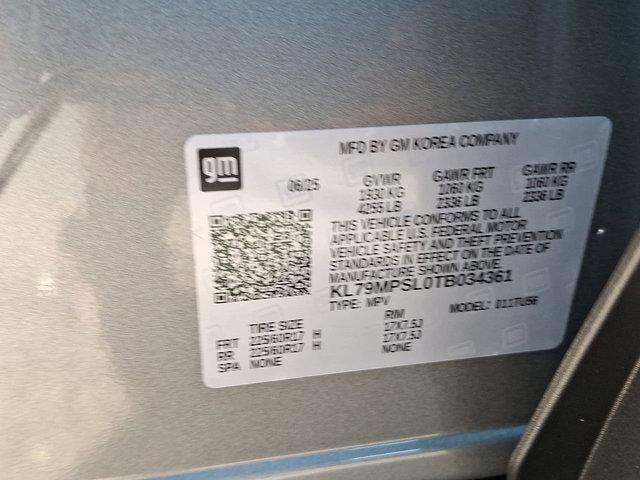 gm
MFD BY GM KOREA COMPANY
06/25 GVWR GAWR FRT GAWR RR
1930 KG 1060 KG 1060 KG
4255 LB 2336 LB 2336 LB
THIS VEHICLE CONFORMS TO ALL
APPLICABLE U.S. FEDERAL MOTOR
VEHICLE SAFETY AND THEFT PREVENTION
STANDARDS IN EFFECT ON THE DATE OF
MANUFACTURE SHOWN ABOVE
KL79MPSL0TB034361
TYPE: MPV MODEL: 011TU56
TIRE SIZE RIM
FRT 225/60R17 H 17X7.5J
RR 225/60R17 H 17X7.5J
SPA NONE NONE